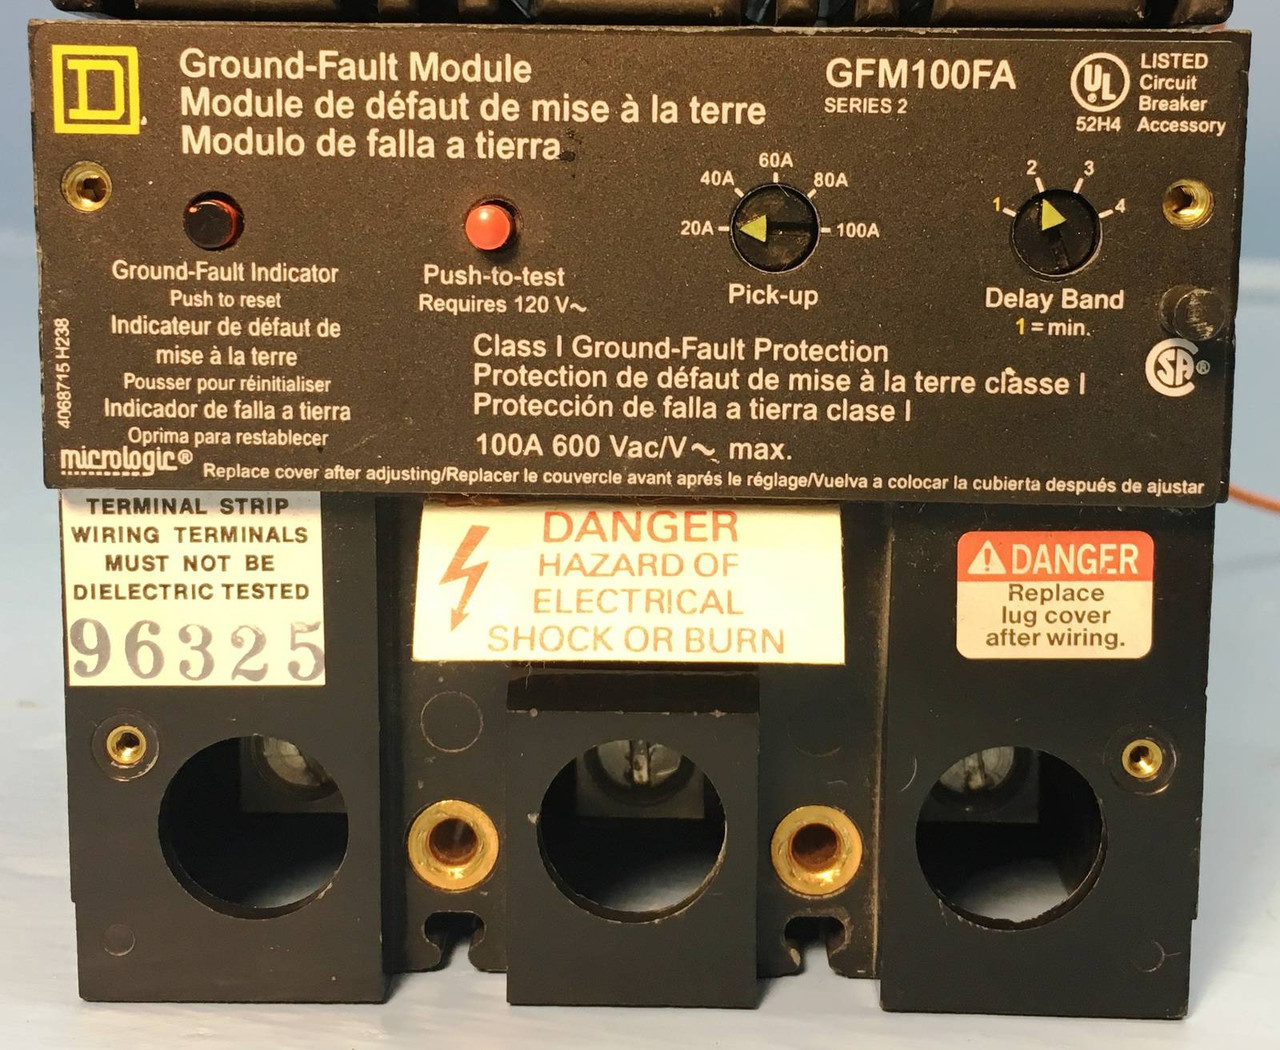 D
Ground-Fault Module
Module de défaut de mise à la terre
Modulo de falla a tierra
GFM100FA
SERIES 2
UL
LISTED
Circuit
Breaker
52H4 Accessory
20A
40A
60A
80A
100A
Pick-up
1
2
3
4
Delay Band
1 = min.
Ground-Fault Indicator
Push to reset
Indicateur de défaut de
mise à la terre
Pousser pour réinitialiser
Indicador de falla a tierra
Oprima para restablecer
Push-to-test
Requires 120 V~
Class I Ground-Fault Protection
Protection de défaut de mise à la terre classe I
Protección de falla a tierra clase I
100A 600 Vac/V~ max.
SA®
4068715 H238
micrologic®
Replace cover after adjusting/Replacer le couvercle avant aprés le réglage/Vuelva a colocar la cubierta después de ajustar
TERMINAL STRIP
WIRING TERMINALS
MUST NOT BE
DIELECTRIC TESTED
96325
DANGER
HAZARD OF
ELECTRICAL
SHOCK OR BURN
DANGER
Replace
lug cover
after wiring.